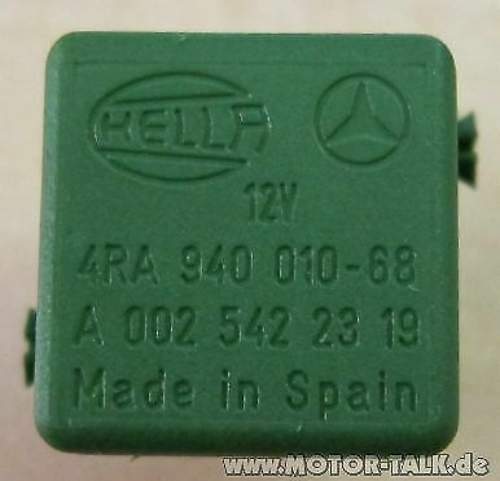 HELLA
12V
4RA 940 010-68
A 002 542 23 19
Made in Spain
www.MOTOR-TALK.de